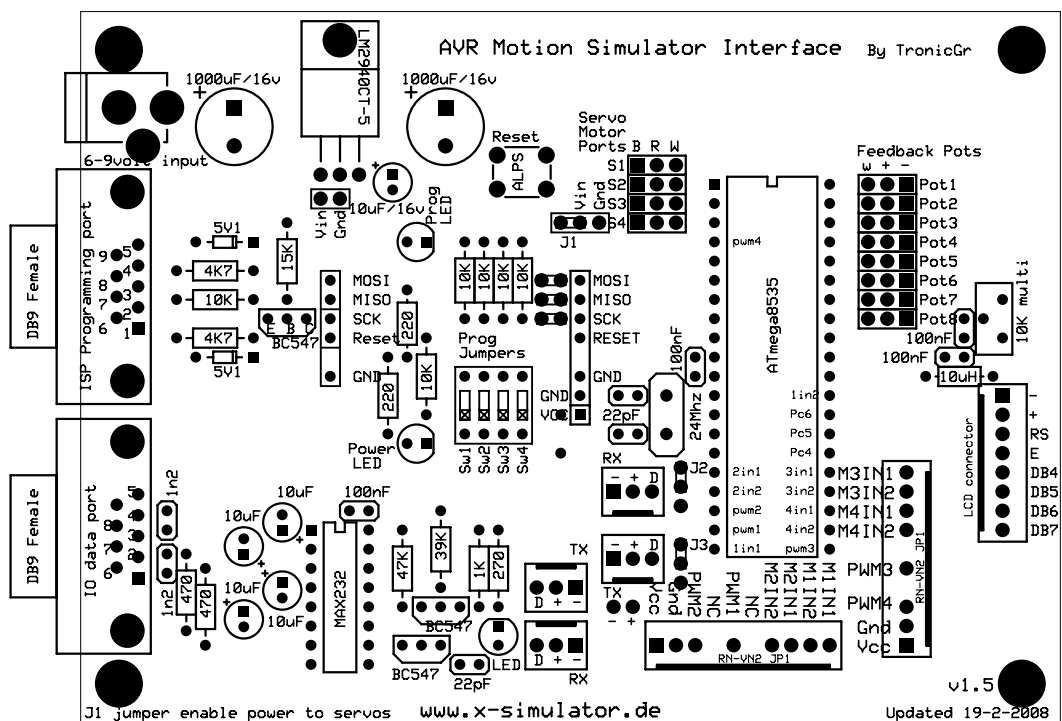 AVR Motion Simulator Interface By TronicGr
1000uF/16v
+
LM2940CT-5
1000uF/16v
+
6-9volt input
10uF/16v
+
Vin
Gnd
Prog
LED
Reset
ALPS
Servo
Motor
Ports B R W
S1
S2
S3
S4
Vin
Gnd
J1
Feedback Pots
W + -
Pot1
Pot2
Pot3
Pot4
Pot5
Pot6
Pot7
Pot8
DB9 Female
ISP Programming port
5
9
4
8
3
7
2
6
1
5V1
4K7
10K
4K7
5V1
15K
E B C
BC547
MOSI
MISO
SCK
Reset
GND
220
220
10K
Power
LED
10K
10K
10K
10K
Prog
Jumpers
Sw1
Sw2
Sw3
Sw4
MOSI
MISO
SCK
RESET
GND
GND
VCC
22pF
24Mhz
100nF
ATmega8535
pwm4
1in2
Pc6
Pc5
Pc4
2in1 3in1
2in2 3in2
pwm2 4in1
pwm1 4in2
1in1 pwm3
100nF
100nF
10K multi
10uH
LCD connector
-
+
RS
E
DB4
DB5
DB6
DB7
M3IN1
M3IN2
M4IN1
M4IN2
PWM3
PWM4
Gnd
Vcc
RN-VN2 JP1
RX
- + D
J2
- + D
J3
TX
- +
DB9 Female
IO data port
5
4
8
3
7
2
6
1n2
1n2
470
470
10uF
10uF
10uF
10uF
+
+
+
+
100nF
MAX232
47K
39K
1K
270
BC547
BC547
22pF
LED
TX
D + -
D + -
RX
Vcc
Gnd
PWM2
NC
PWM1
NC
M2IN2
M2IN1
M1IN2
M1IN1
RN-VN2 JP1
v1.5
J1 jumper enable power to servos www.x-simulator.de Updated 19-2-2008